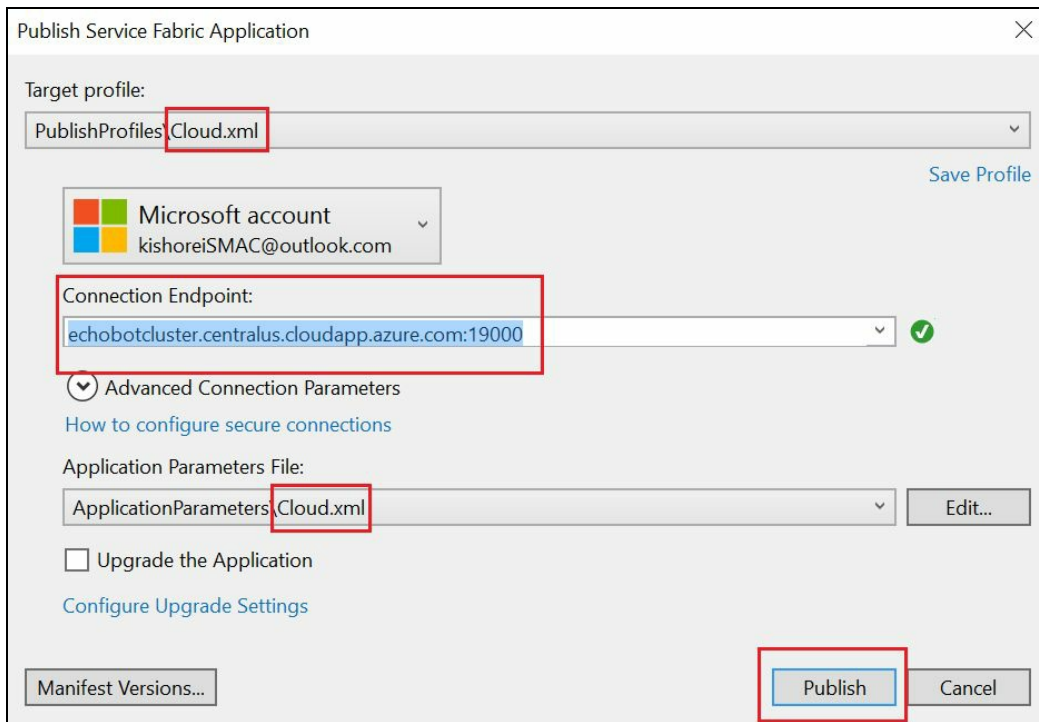 Publish Service Fabric Application
Target profile:
PublishProfiles\Cloud.xml
Save Profile
Microsoft account
kishoreiSMAC@outlook.com
Connection Endpoint:
echobotcluster.centralus.cloudapp.azure.com:19000
Advanced Connection Parameters
How to configure secure connections
Application Parameters File:
ApplicationParameters\Cloud.xml
Edit...
Upgrade the Application
Configure Upgrade Settings
Manifest Versions...
Publish
Cancel